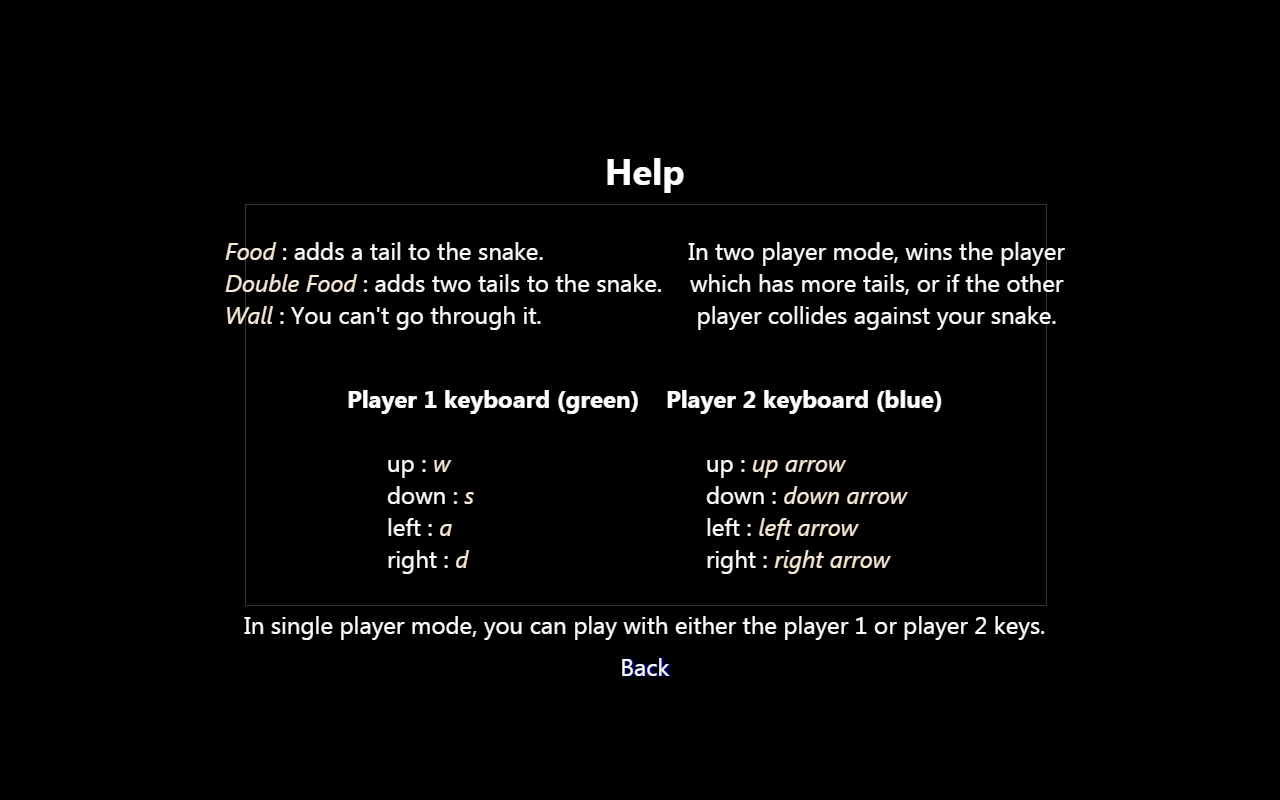 Help
Food : adds a tail to the snake.
Double Food : adds two tails to the snake.
Wall : You can't go through it.
In two player mode, wins the player
which has more tails, or if the other
player collides against your snake.
Player 1 keyboard (green)
up : w
down : s
left : a
right : d
Player 2 keyboard (blue)
up : up arrow
down : down arrow
left : left arrow
right : right arrow
In single player mode, you can play with either the player 1 or player 2 keys.
Back